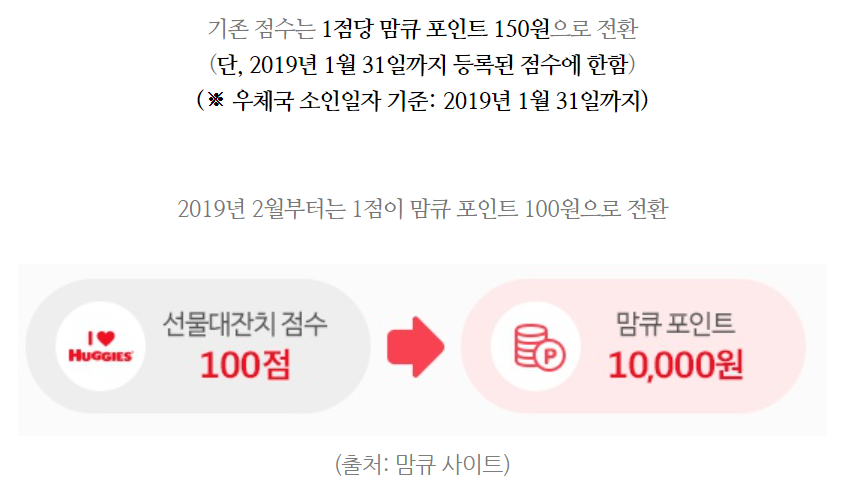 기존 점수는 1점당 맘큐 포인트 150원으로 전환
(단, 2019년 1월 31일까지 등록된 점수에 한함)
(※ 우체국 소인일자 기준: 2019년 1월 31일까지)
2019년 2월부터는 1점이 맘큐 포인트 100원으로 전환
I ♥
HUGGIES
선물대잔치 점수
100점
P
맘큐 포인트
10,000원
(출처: 맘큐 사이트)